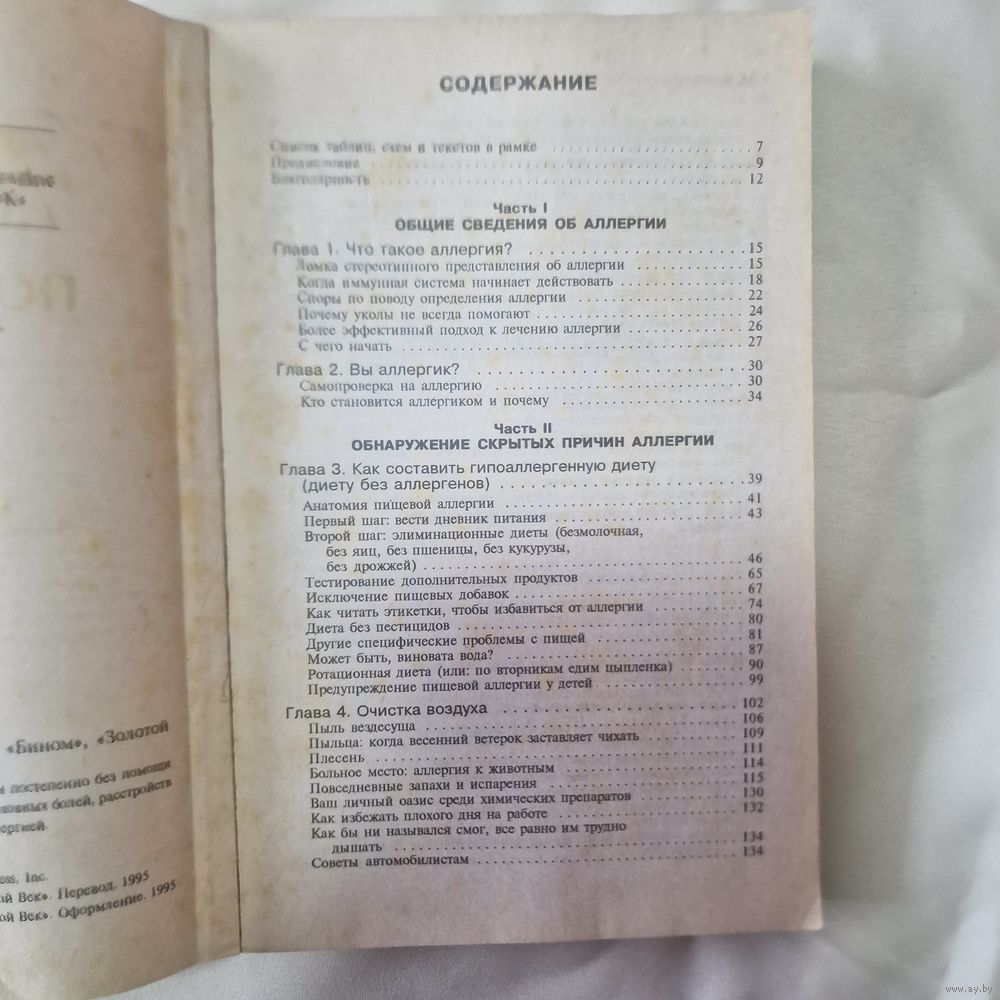 «Бином», «Золотой
постепенно без помощи
головных болей, расстройств
ess, Inc.
ой Век». Перевод. 1995
ой Век». Оформление. 1995
СОДЕРЖАНИЕ
Список таблиц, схем и текстов в рамке 7
Предисловие 9
Благодарность 12
Часть I
ОБЩИЕ СВЕДЕНИЯ ОБ АЛЛЕРГИИ
Глава 1. Что такое аллергия? 15
Ломка стереотипного представления об аллергии 15
Когда иммунная система начинает действовать 18
Споры по поводу определения аллергии 22
Почему уколы не всегда помогают 24
Более эффективный подход к лечению аллергии 26
С чего начать 27
Глава 2. Вы аллергик? 30
Самопроверка на аллергию 30
Кто становится аллергиком и почему 34
Часть II
ОБНАРУЖЕНИЕ СКРЫТЫХ ПРИЧИН АЛЛЕРГИИ
Глава 3. Как составить гипоаллергенную диету
(диету без аллергенов) 39
Анатомия пищевой аллергии 41
Первый шаг: вести дневник питания 43
Второй шаг: элиминационные диеты (безмолочная,
без яиц, без пшеницы, без кукурузы,
без дрожжей) 46
Тестирование дополнительных продуктов 65
Исключение пищевых добавок 67
Как читать этикетки, чтобы избавиться от аллергии 74
Диета без пестицидов 80
Другие специфические проблемы с пищей 81
Может быть, виновата вода? 87
Ротационная диета (или: по вторникам едим цыпленка) 90
Предупреждение пищевой аллергии у детей 99
Глава 4. Очистка воздуха 102
Пыль вездесуща 106
Пыльца: когда весенний ветерок заставляет чихать 109
Плесень 111
Больное место: аллергия к животным 114
Повседневные запахи и испарения 115
Ваш личный оазис среди химических препаратов 130
Как избежать плохого дня на работе 132
Как бы ни назывался смог, все равно им трудно
дышать 134
Советы автомобилистам 134
www.ay.by